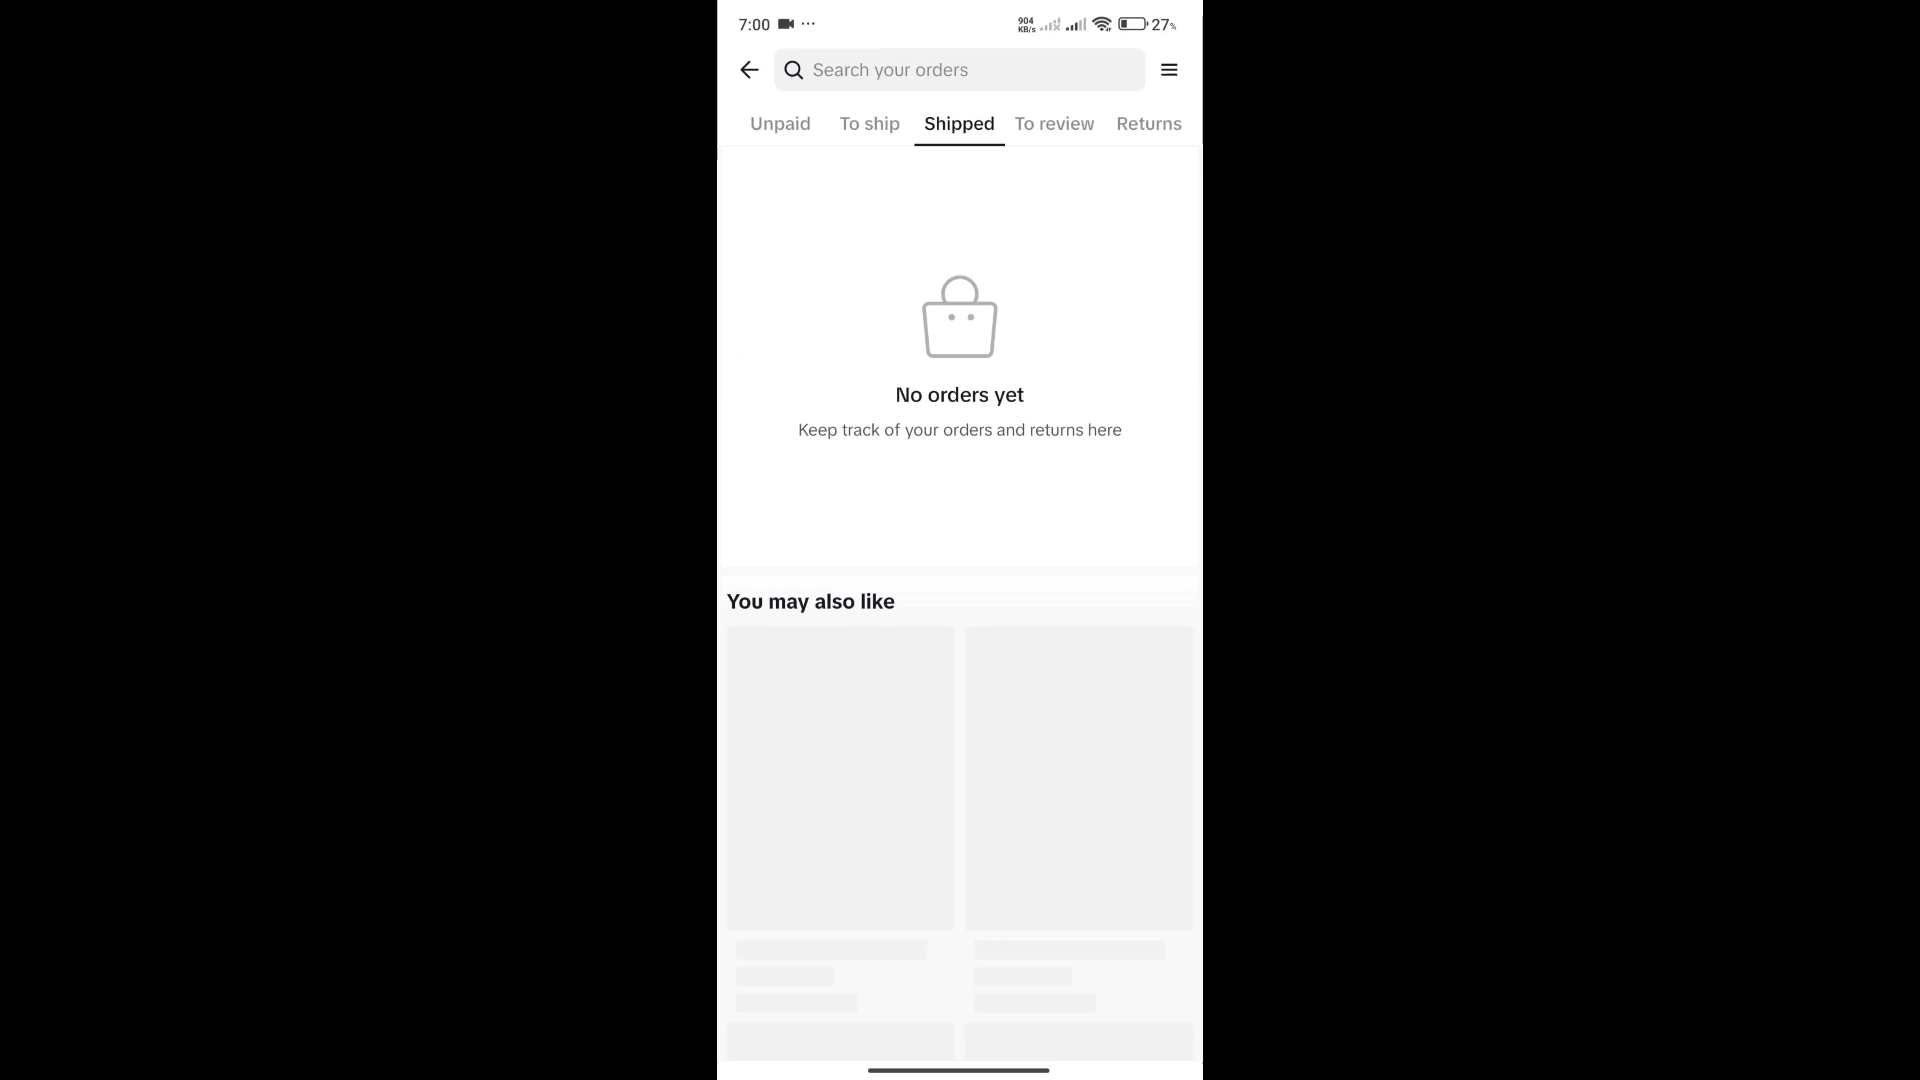 7:00 ... 904 KB/s 27%
Search your orders
Unpaid To ship Shipped To review Returns
No orders yet
Keep track of your orders and returns here
You may also like